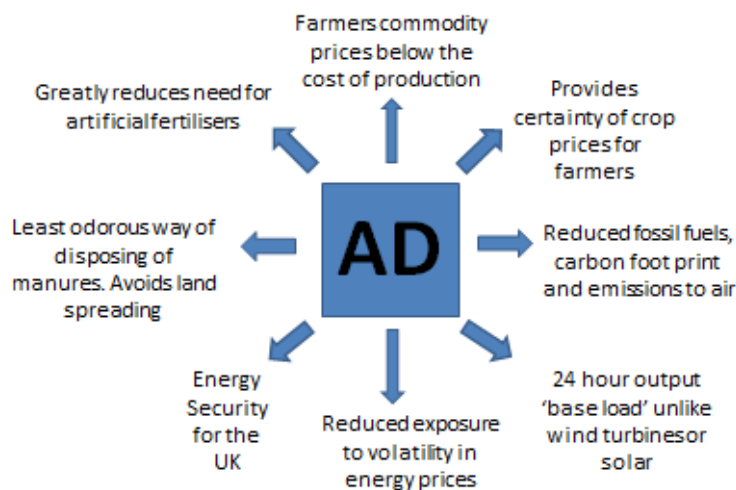 Farmers commodity
prices below the
cost of production
Provides
certainty of crop
prices for
farmers
Reduced fossil fuels,
carbon foot print
and emissions to air
24 hour output
‘base load’ unlike
wind turbinesor
solar
Reduced exposure
to volatility in
energy prices
Energy
Security
for the
UK
Least odorous way of
disposing of
manures. Avoids land
spreading
Greatly reduces need for
artificial fertilisers
AD